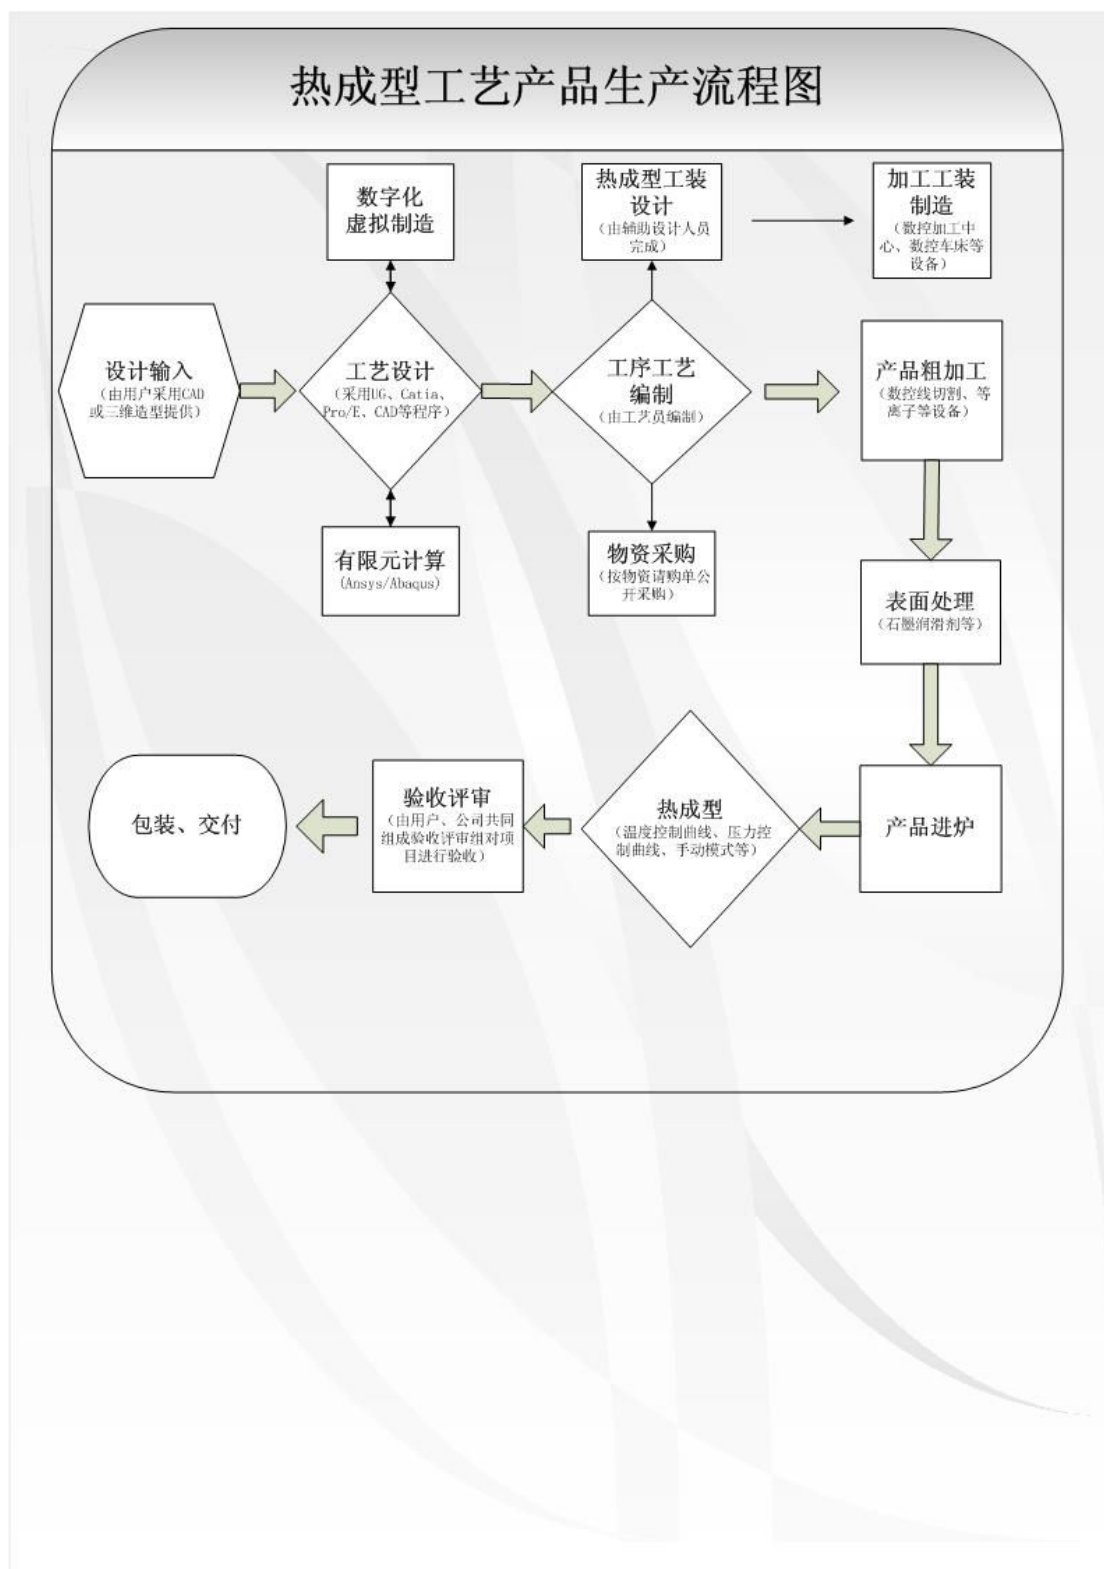 热成型工艺产品生产流程图
数字化
虚拟制造
热成型工装
设计
（由辅助设计人员
完成）
加工工装
制造
（数控加工中
心、数控车床等
设备）
设计输入
（由用户采用CAD
或三维造型提供）
工艺设计
（采用UG、Catia、
Pro/E、CAD等程序）
工序工艺
编制
（由工艺员编制）
产品粗加工
（数控线切割、等
离子等设备）
有限元计算
(Ansys/Abaqus)
物资采购
（按物资请购单公
开采购）
表面处理
（石墨润滑剂等）
产品进炉
热成型
（温度控制曲线、压力控
制曲线、手动模式等）
验收评审
（由用户、公司共同
组成验收评审组对项
目进行验收）
包装、交付